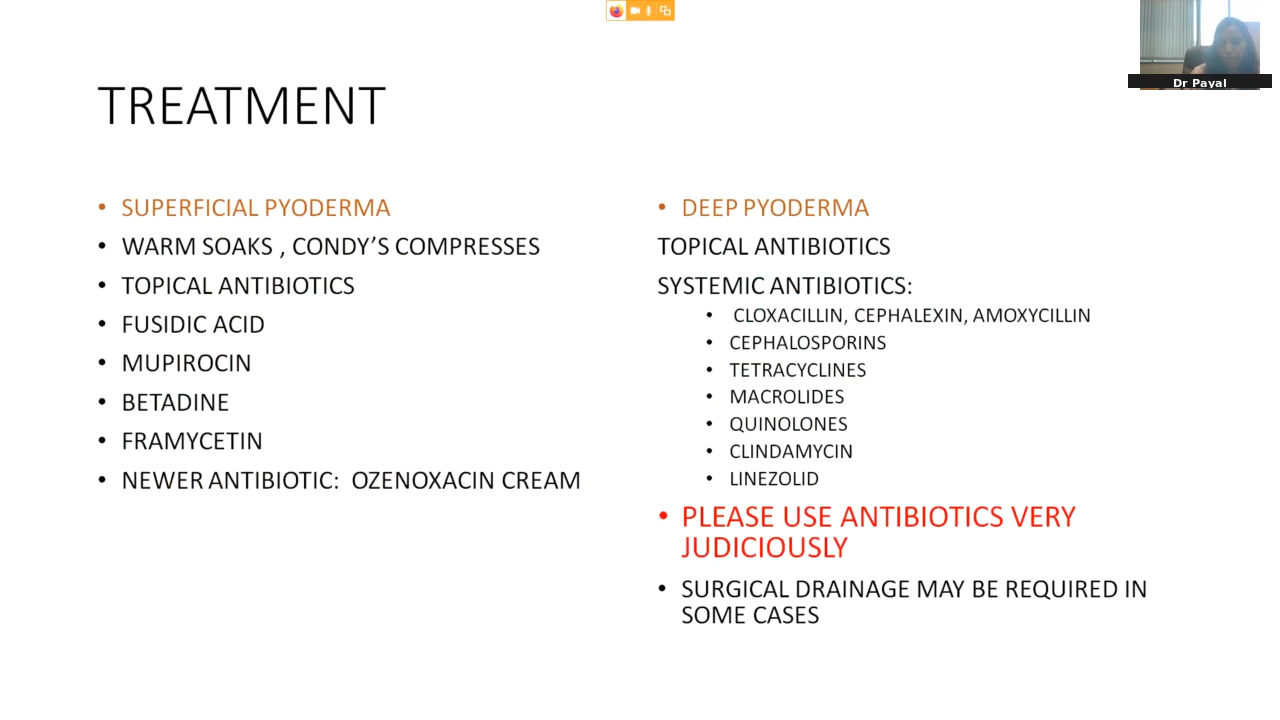 Dr Payal
TREATMENT
• SUPERFICIAL PYODERMA
• WARM SOAKS , CONDY’S COMPRESSES
• TOPICAL ANTIBIOTICS
• FUSIDIC ACID
• MUPIROCIN
• BETADINE
• FRAMYCETIN
• NEWER ANTIBIOTIC: OZENOXACIN CREAM
• DEEP PYODERMA
TOPICAL ANTIBIOTICS
SYSTEMIC ANTIBIOTICS:
• CLOXACILLIN, CEPHALEXIN, AMOXYCILLIN
• CEPHALOSPORINS
• TETRACYCLINES
• MACROLIDES
• QUINOLONES
• CLINDAMYCIN
• LINEZOLID
• PLEASE USE ANTIBIOTICS VERY
JUDICIOUSLY
• SURGICAL DRAINAGE MAY BE REQUIRED IN
SOME CASES